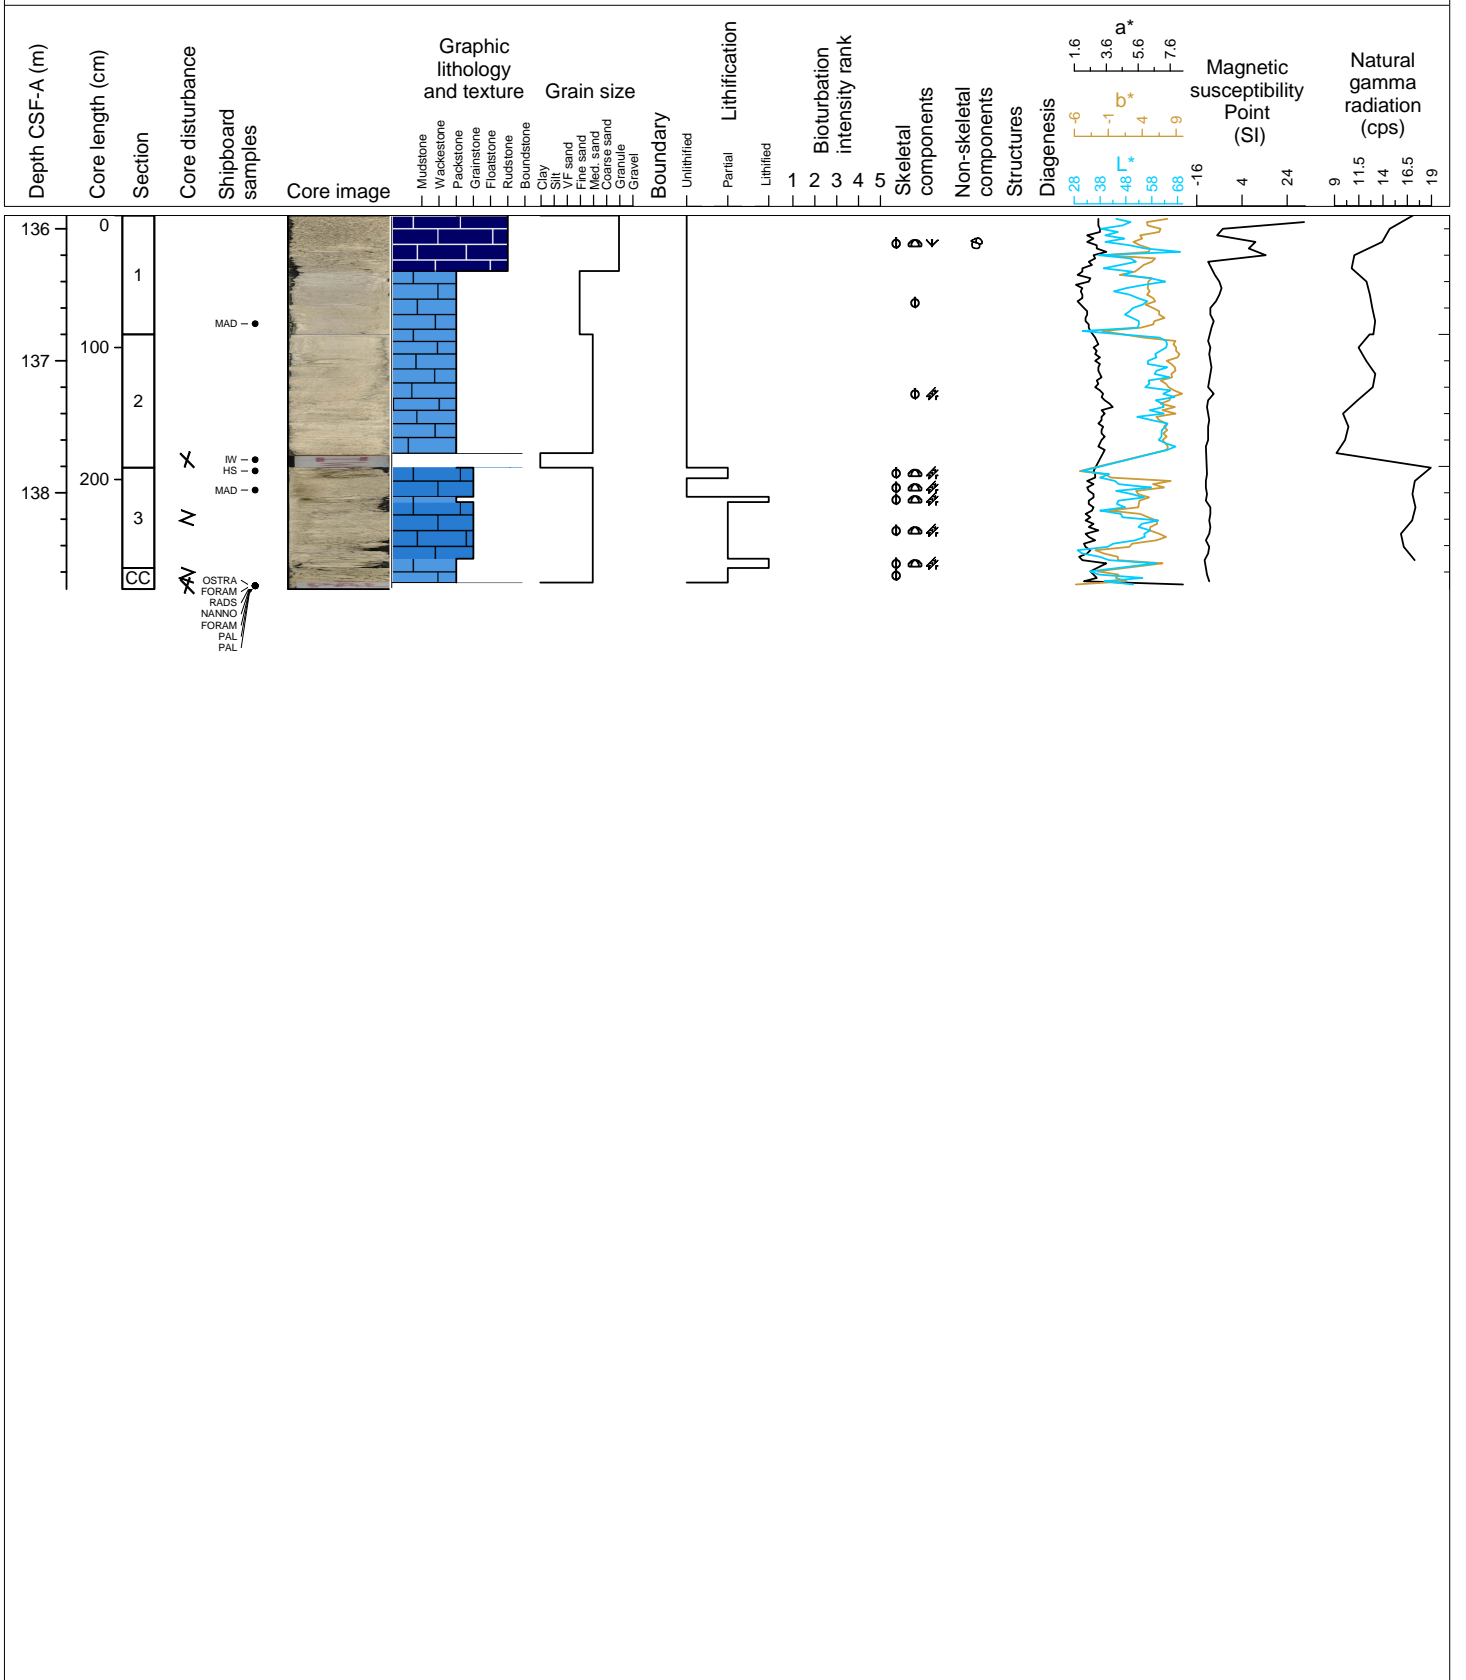 Depth CSF-A (m)
Core length (cm)
Section
Core disturbance
Shipboard
samples
Core image
Graphic
lithology
and texture
Mudstone
Wackestone
Packstone
Grainstone
Floatstone
Rudstone
Boundstone
Grain size
Clay
Silt
VF sand
Fine sand
Med. sand
Coarse sand
Granule
Gravel
Boundary
Lithification
Unlithified
Partial
Lithified
Bioturbation
intensity rank
1 2 3 4 5
Skeletal
components
Non-skeletal
components
Structures
Diagenesis
a*
1.6 3.6 5.6 7.6
b*
-6 -1 4 9
L*
28 38 48 58 68
Magnetic
susceptibility
Point
(SI)
-16 4 24
Natural
gamma
radiation
(cps)
9 11.5 14 16.5 19
136
137
138
0
100
200
1
2
3
CC
MAD
IW
HS
MAD
OSTRA
FORAM
RADS
NANNO
FORAM
PAL
PAL